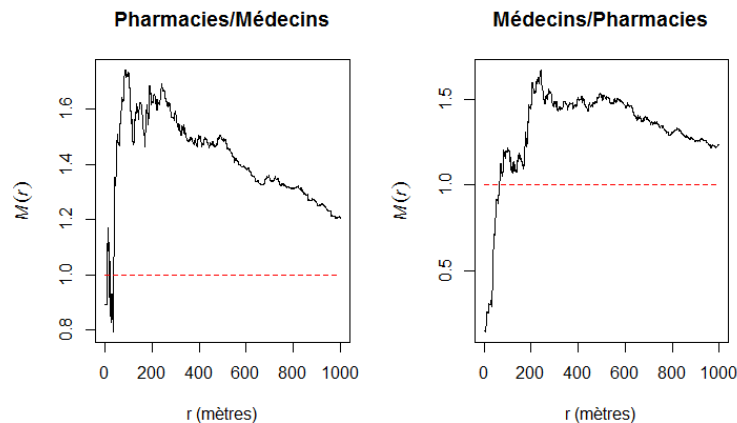 Pharmacies/Médecins
M(r)
1.6
1.4
1.2
1.0
0.8
0 200 400 600 800 1000
r (mètres)
Médecins/Pharmacies
M(r)
1.5
1.0
0.5
0 200 400 600 800 1000
r (mètres)